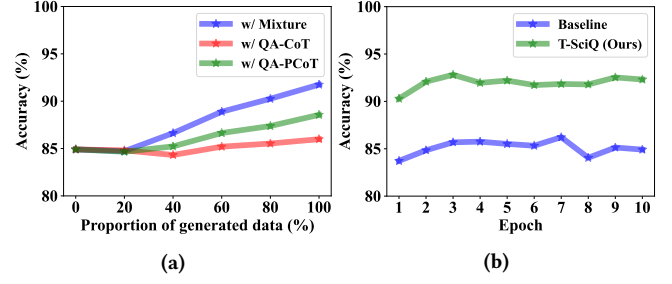 100
95
90
85
80
Accuracy (%)
w/ Mixture
w/ QA-CoT
w/ QA-PCoT
0 20 40 60 80 100
Proportion of generated data (%)
(a)
100
95
90
85
80
Accuracy (%)
Baseline
T-SciQ (Ours)
1 2 3 4 5 6 7 8 9 10
Epoch
(b)